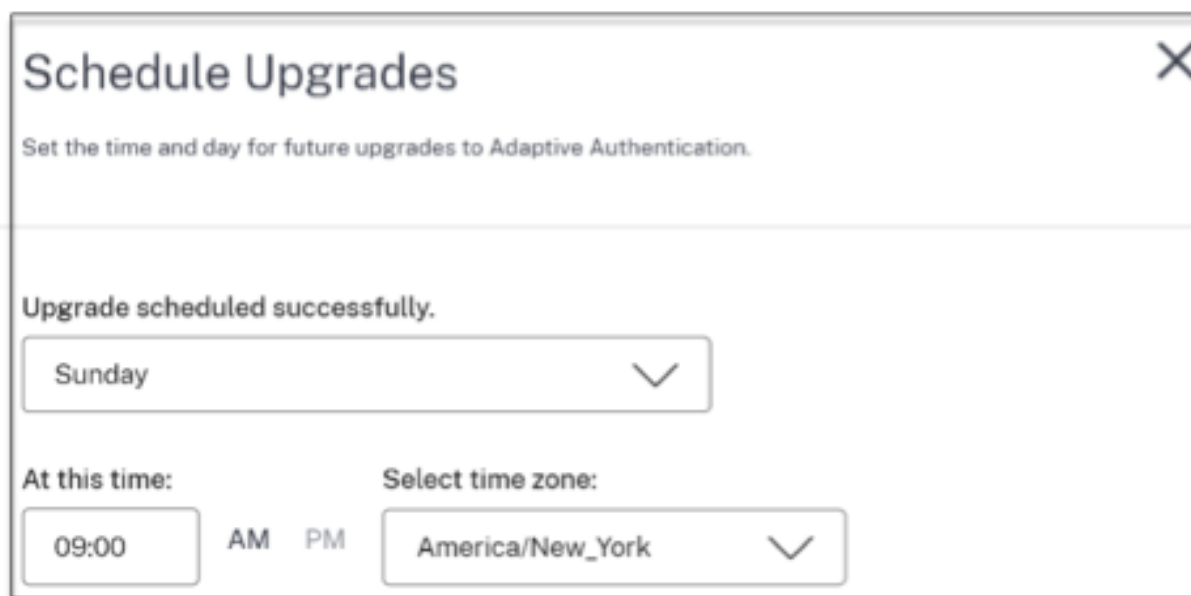 Schedule Upgrades
Set the time and day for future upgrades to Adaptive Authentication.
Upgrade scheduled successfully.
Sunday
At this time: Select time zone:
09:00 AM PM America/New_York